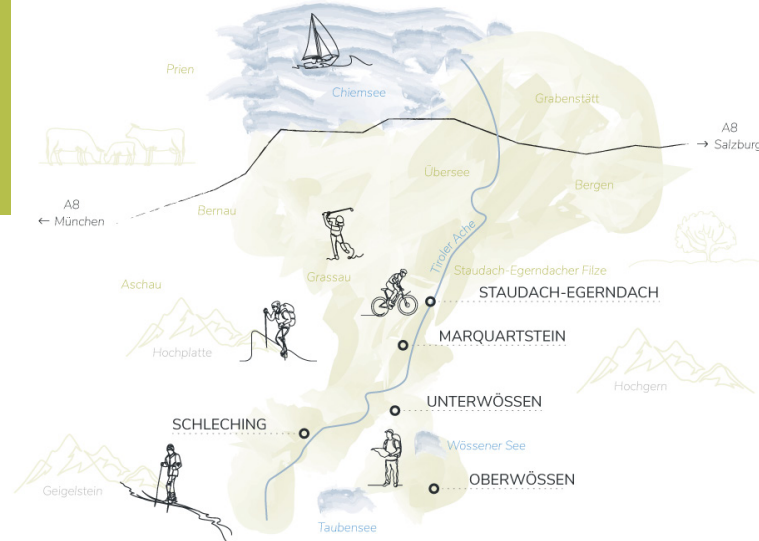 Prien
Chiemsee
Grabenstätt
A8
→ Salzburg
Übersee
Bergen
A8
← München
Bernau
Tiroler Ache
Staudach-Egerndacher Filze
Grassau
Aschau
STAUDACH-EGERNDACH
MARQUARTSTEIN
Hochplatte
Hochgern
UNTERWÖSSEN
SCHLECHING
Wössener See
OBERWÖSSEN
Geigelstein
Taubensee